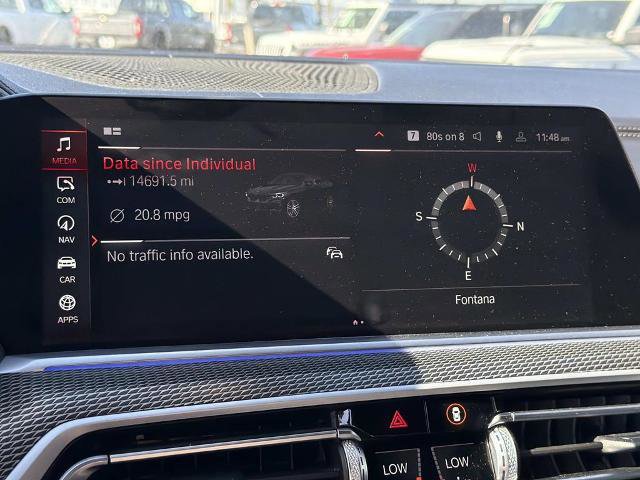 7 80s on 8 11:48 am
MEDIA
COM
NAV
CAR
APPS
Data since Individual
14691.5 mi
20.8 mpg
No traffic info available.
W
S N
E
Fontana
LOW LOW